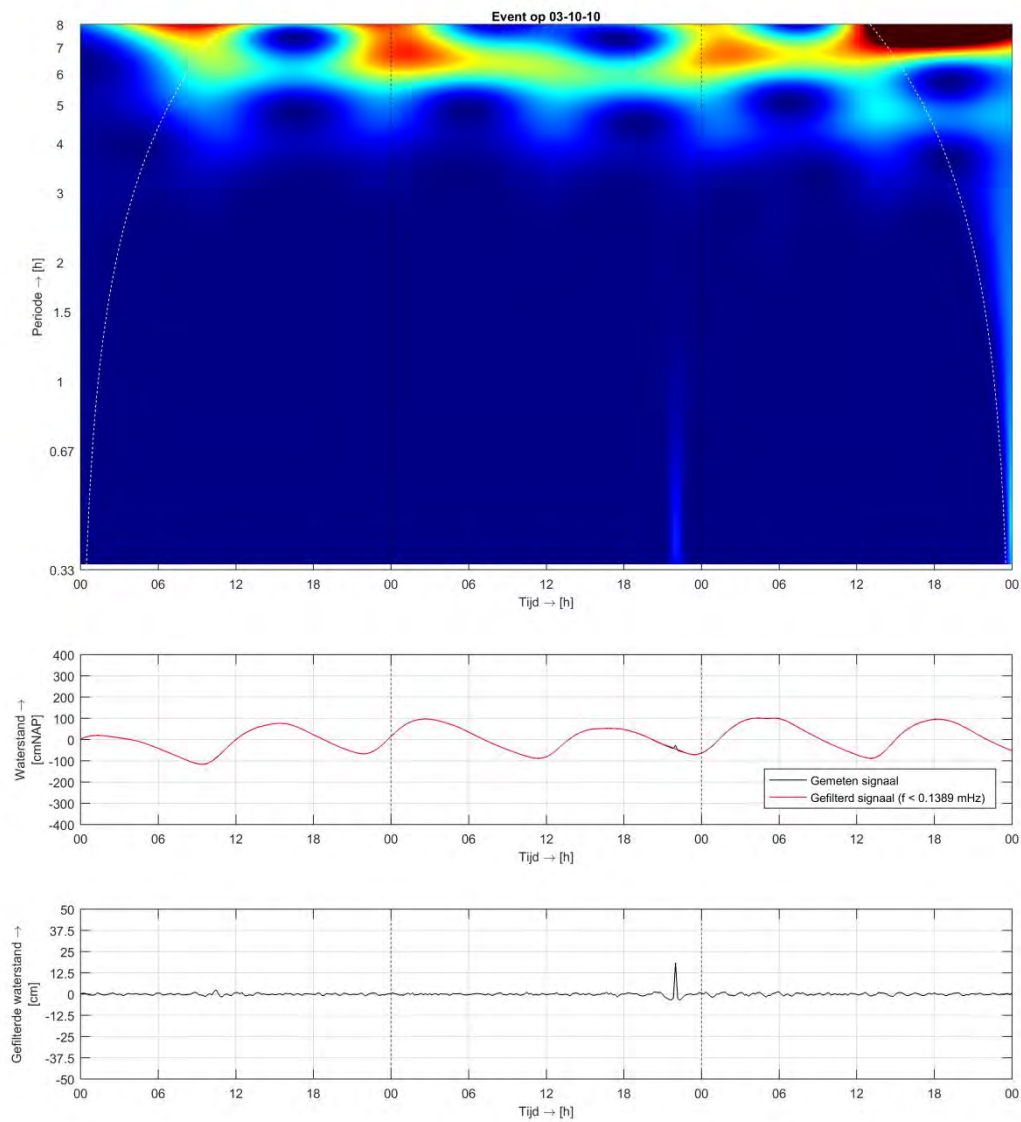 Event op 03-10-10
8
7
6
5
4
3
2
1.5
1
0.67
0.33
Periode → [h]
00 06 12 18 00 06 12 18 00 06 12 18 00
Tijd → [h]
400
300
200
100
0
-100
-200
-300
-400
Waterstand →
[cmNAP]
Gemeten signaal
Gefilterd signaal (f < 0.1389 mHz)
00 06 12 18 00 06 12 18 00 06 12 18 00
Tijd → [h]
50
37.5
25
12.5
0
-12.5
-25
-37.5
-50
Gefilterde waterstand →
[cm]
00 06 12 18 00 06 12 18 00 06 12 18 00
Tijd → [h]